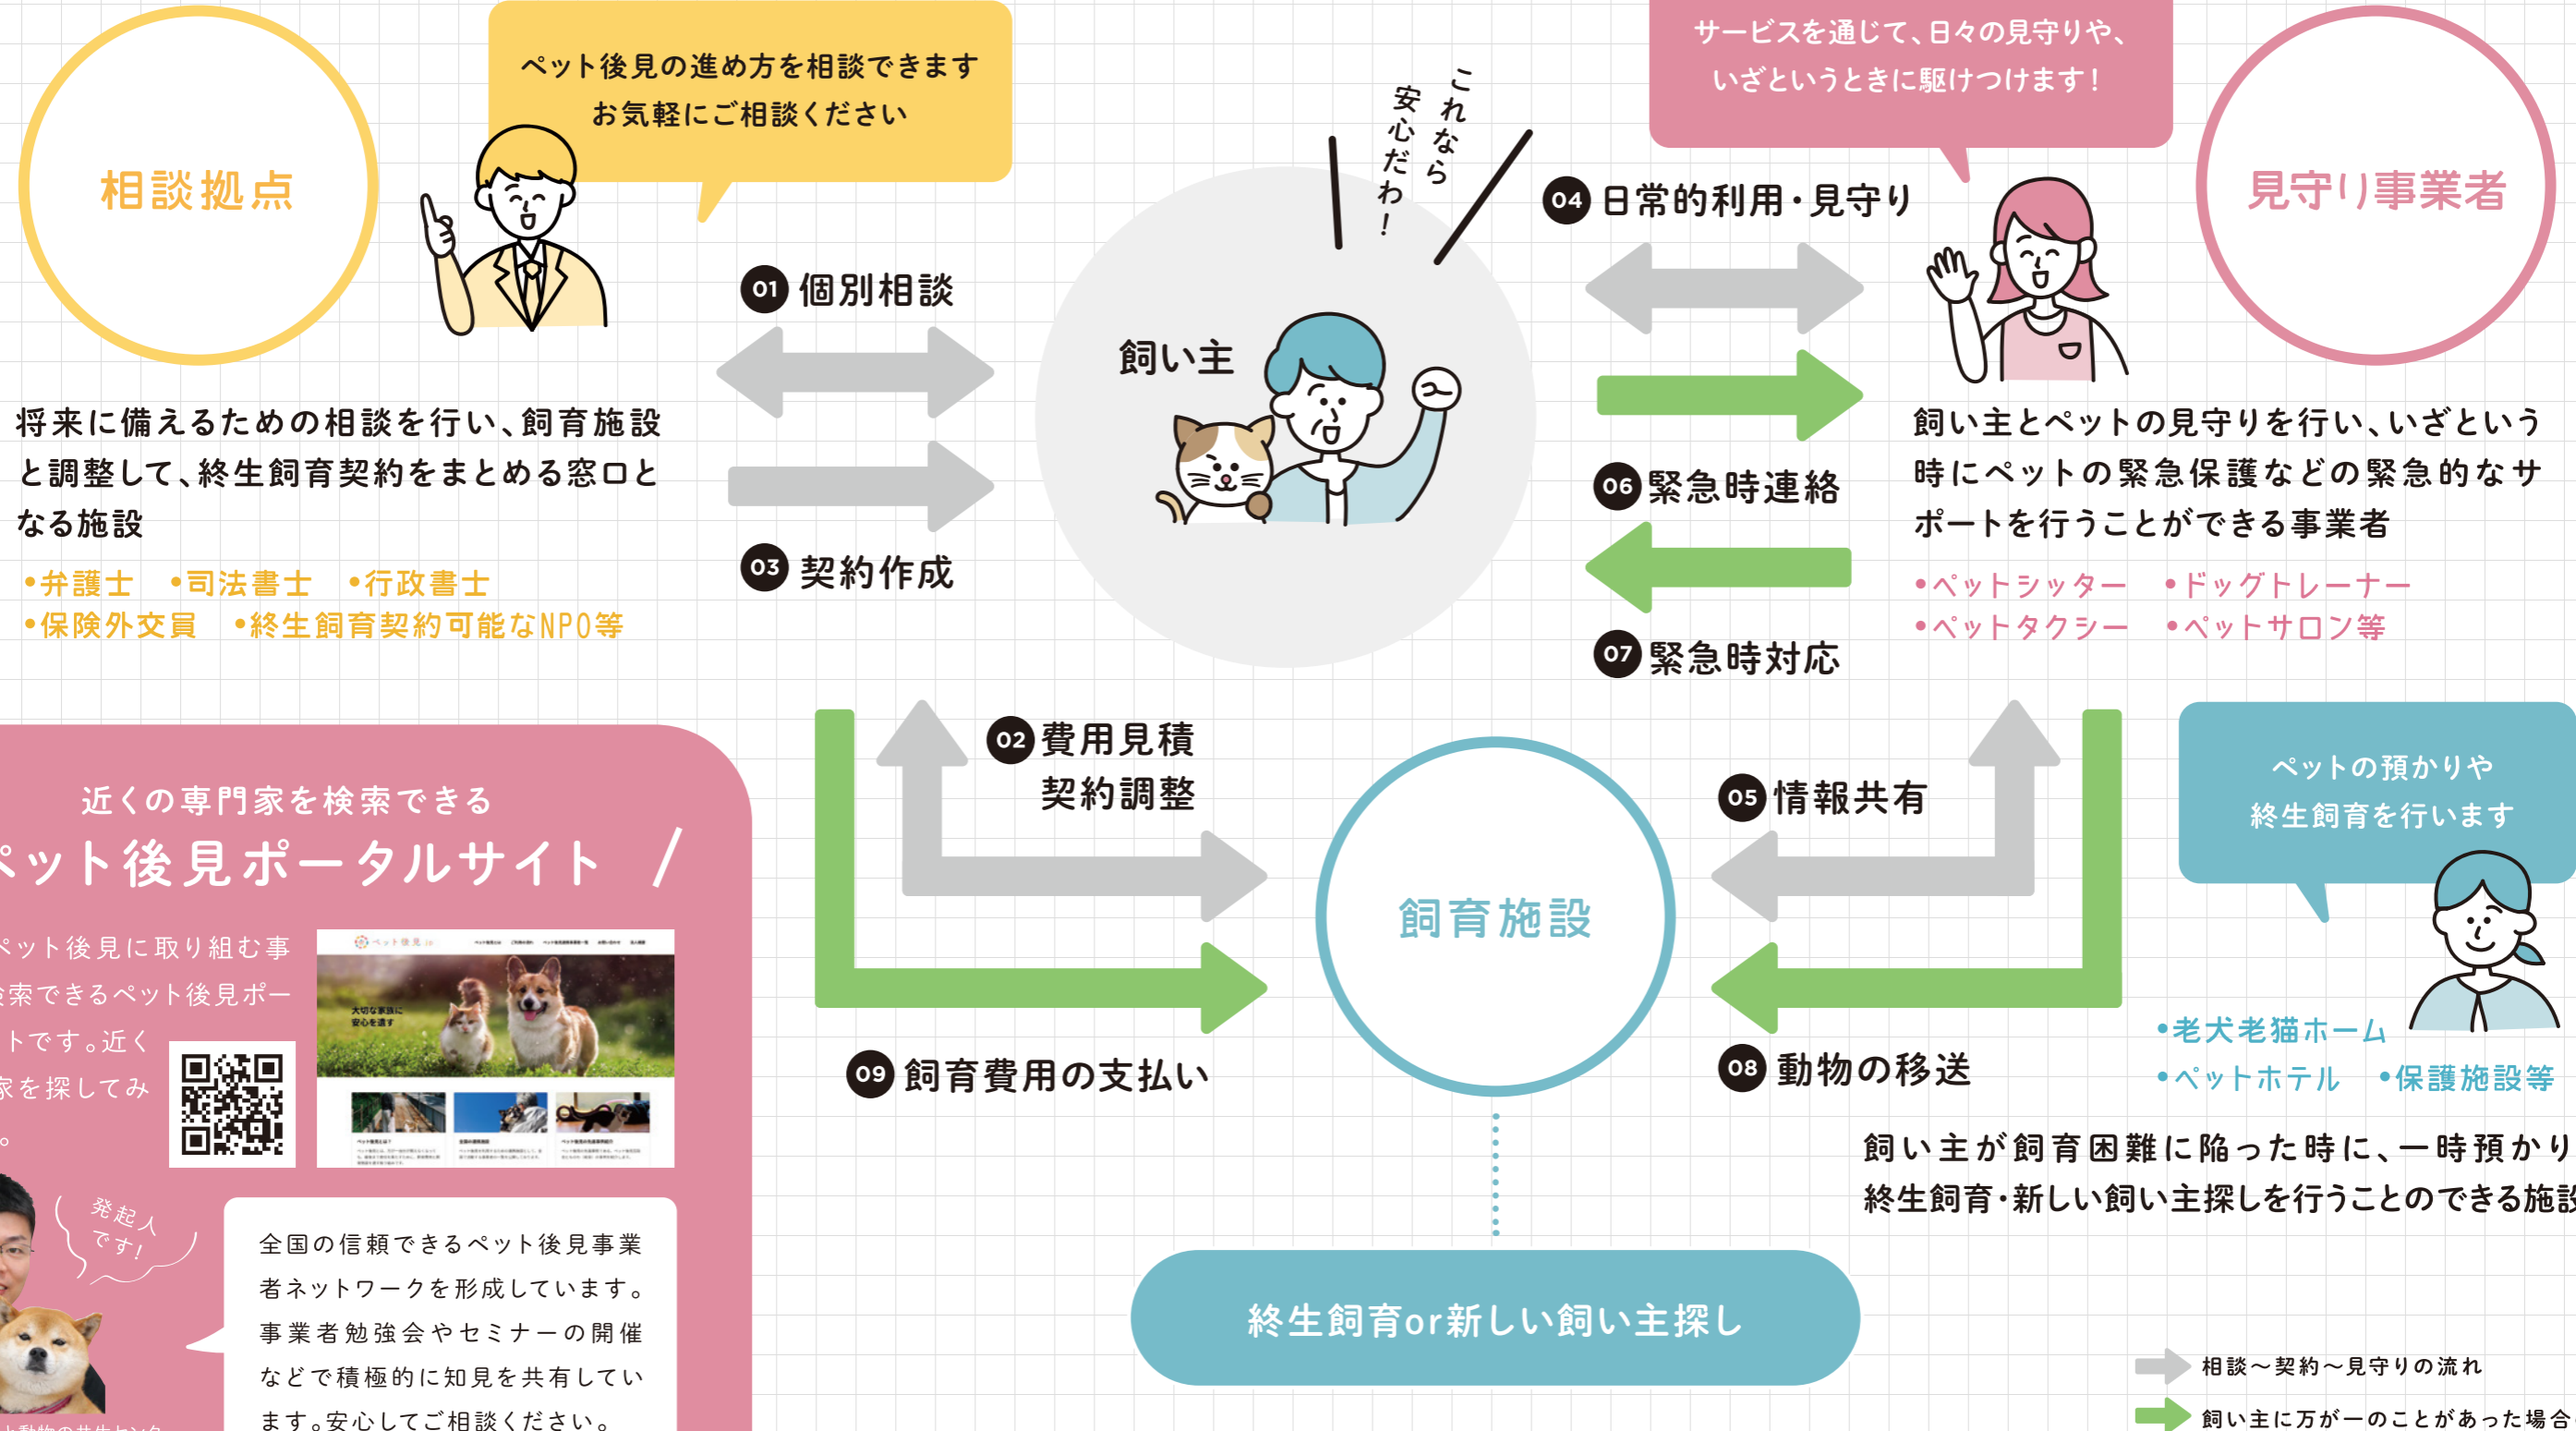 相談拠点
ペット後見の進め方を相談できます
お気軽にご相談ください
将来に備えるための相談を行い、飼育施設
と調整して、終生飼育契約をまとめる窓口と
なる施設
•弁護士 •司法書士 •行政書士
•保険外交員 •終生飼育契約可能なNPO等
01 個別相談
03 契約作成
これなら
安心だわ！
飼い主
サービスを通じて、日々の見守りや、
いざというときに駆けつけます！
04 日常的利用・見守り
06 緊急時連絡
07 緊急時対応
見守り事業者
飼い主とペットの見守りを行い、いざという
時にペットの緊急保護などの緊急的なサ
ポートを行うことができる事業者
•ペットシッター •ドッグトレーナー
•ペットタクシー •ペットサロン等
02 費用見積
契約調整
09 飼育費用の支払い
飼育施設
05 情報共有
08 動物の移送
ペットの預かりや
終生飼育を行います
•老犬老猫ホーム
•ペットホテル •保護施設等
飼い主が飼育困難に陥った時に、一時預かり
終生飼育・新しい飼い主探しを行うことのできる施設
終生飼育or新しい飼い主探し
相談〜契約〜見守りの流れ
飼い主に万が一のことがあった場合
近くの専門家を検索できる
ペット後見ポータルサイト
ペット後見に取り組む事
索できるペット後見ポー
トです。近く
家を探してみ
。
ペット後見.jp
大切な家族に
安心を遺す
発起人
です！
全国の信頼できるペット後見事業
者ネットワークを形成しています。
事業者勉強会やセミナーの開催
などで積極的に知見を共有してい
ます。安心してご相談ください。